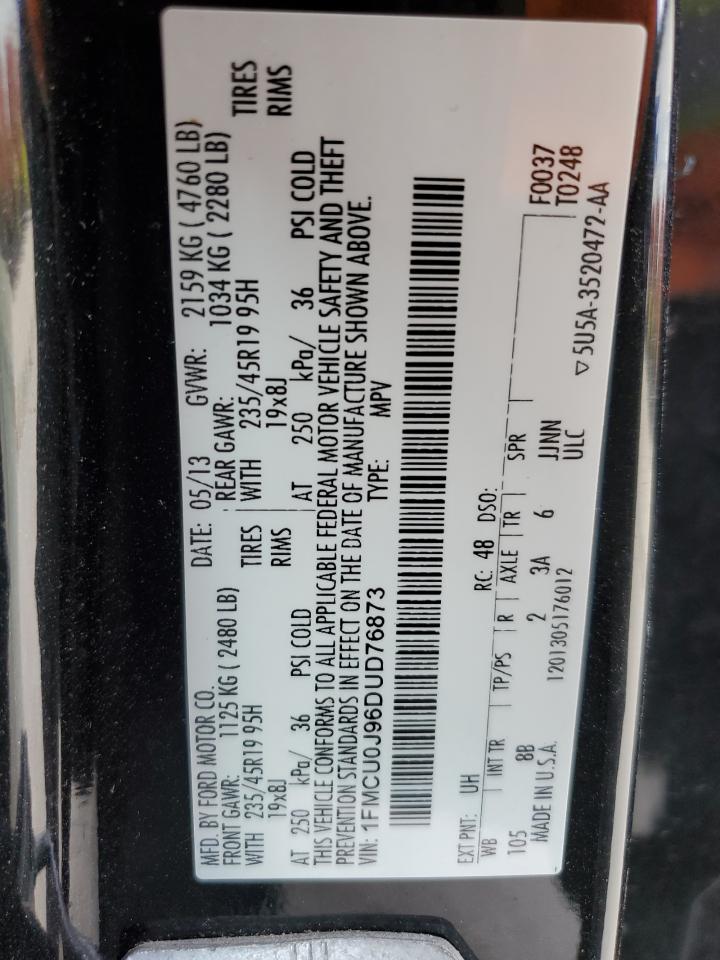 MFD. BY FORD MOTOR CO. DATE: 05/13 GVWR: 2159 KG ( 4760 LB)
FRONT GAWR: 1125 KG ( 2480 LB) REAR GAWR: 1034 KG ( 2280 LB)
WITH 235/45R19 95H TIRES WITH 235/45R19 95H TIRES
19x8J RIMS 19x8J RIMS
AT 250 kPa/ 36 PSI COLD AT 250 kPa/ 36 PSI COLD
THIS VEHICLE CONFORMS TO ALL APPLICABLE FEDERAL MOTOR VEHICLE SAFETY AND THEFT
PREVENTION STANDARDS IN EFFECT ON THE DATE OF MANUFACTURE SHOWN ABOVE.
VIN: 1FMCU0J96DUD76873 TYPE: MPV
EXT PNT: UH RC: 48 DSO:
WB INT TR TP/PS R AXLE TR SPR
105 8B 2 3A 6 JJNN
MADE IN U.S.A. 1201305176012 ULC
F0037
T0248
▽ 5U5A-3520472-AA